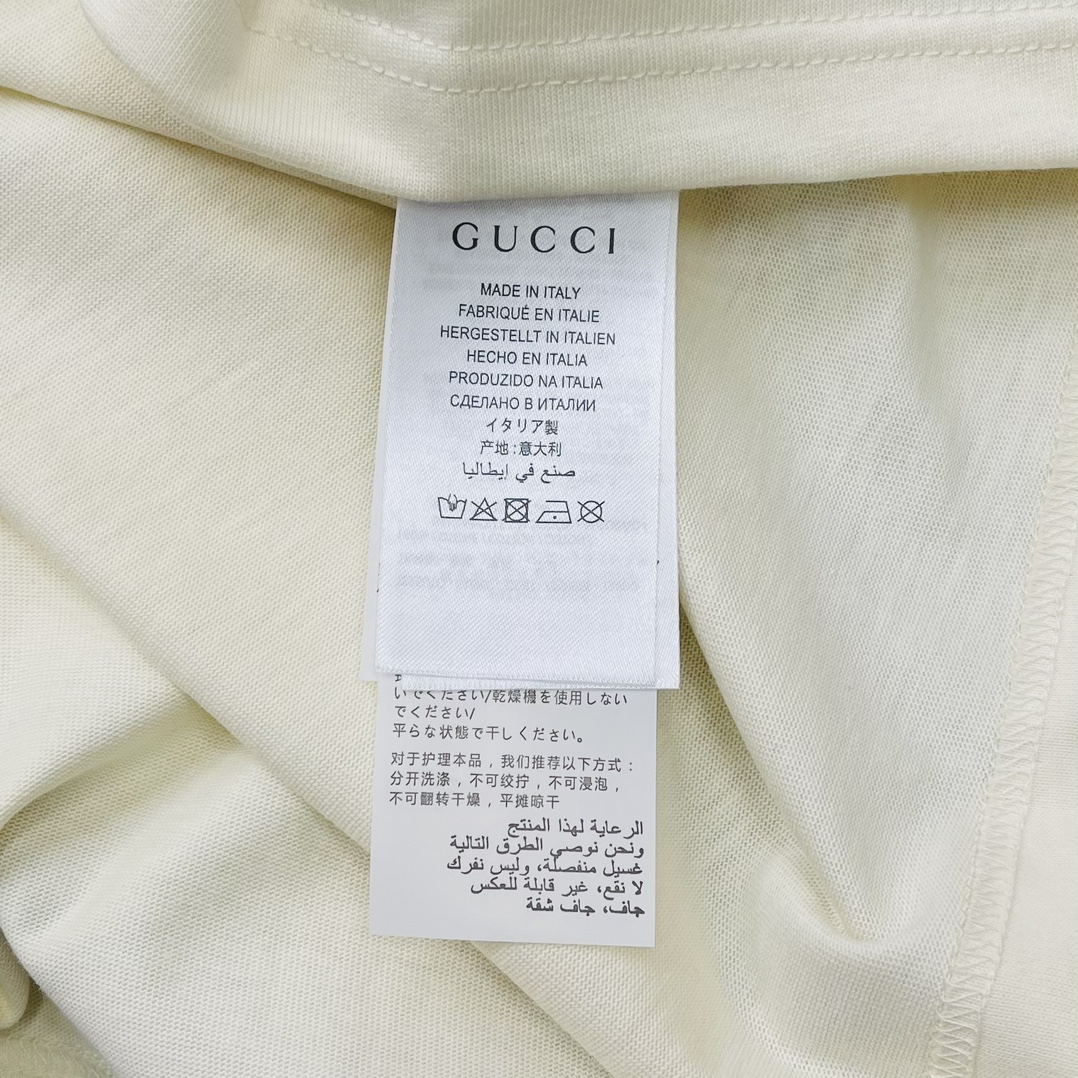 GUCCI
MADE IN ITALY
FABRIQUÉ EN ITALIE
HERGESTELLT IN ITALIEN
HECHO EN ITALIA
PRODUZIDO NA ITALIA
СДЕЛАНО В ИТАЛИИ
イタリア製
产地:意大利
صنع في إيطاليا
いでください/乾燥機を使用しない
でください/
平らな状態で干しください。
对于护理本品，我们推荐以下方式：
分开洗涤，不可绞拧，不可浸泡，
不可翻转干燥，平摊晾干
الرعاية لهذا المنتج
ونحن نوصي الطرق التالية
غسيل منفصلة، وليس نفرك
لا نقع، غير قابلة للعكس
جاف، جاف شقة